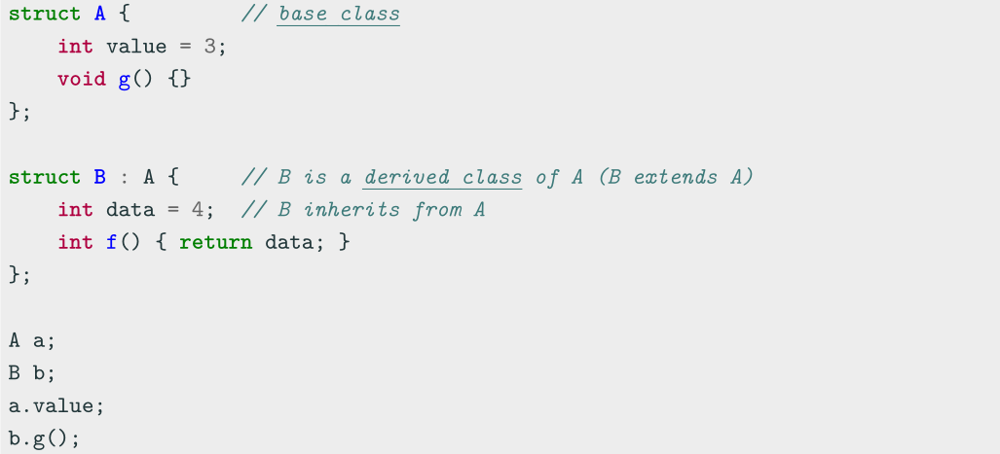 struct A {         // base class
    int value = 3;
    void g() {}
};

struct B : A {     // B is a derived class of A (B extends A)
    int data = 4;  // B inherits from A
    int f() { return data; }
};

A a;
B b;
a.value;
b.g();